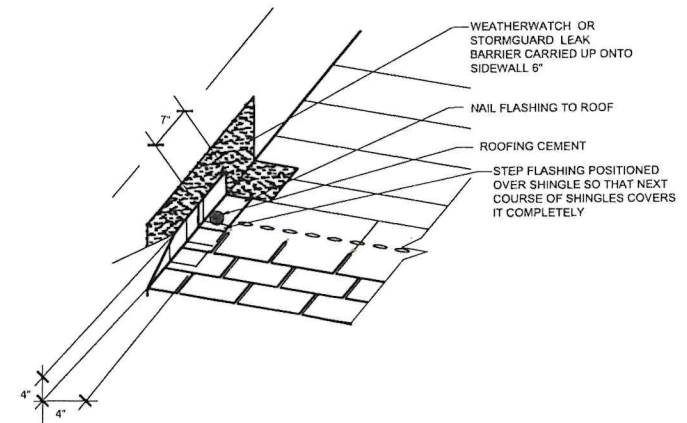 WEATHERWATCH OR
STORMGUARD LEAK
BARRIER CARRIED UP ONTO
SIDEWALL 6"
7"
NAIL FLASHING TO ROOF
ROOFING CEMENT
STEP FLASHING POSITIONED
OVER SHINGLE SO THAT NEXT
COURSE OF SHINGLES COVERS
IT COMPLETELY
4"
4"